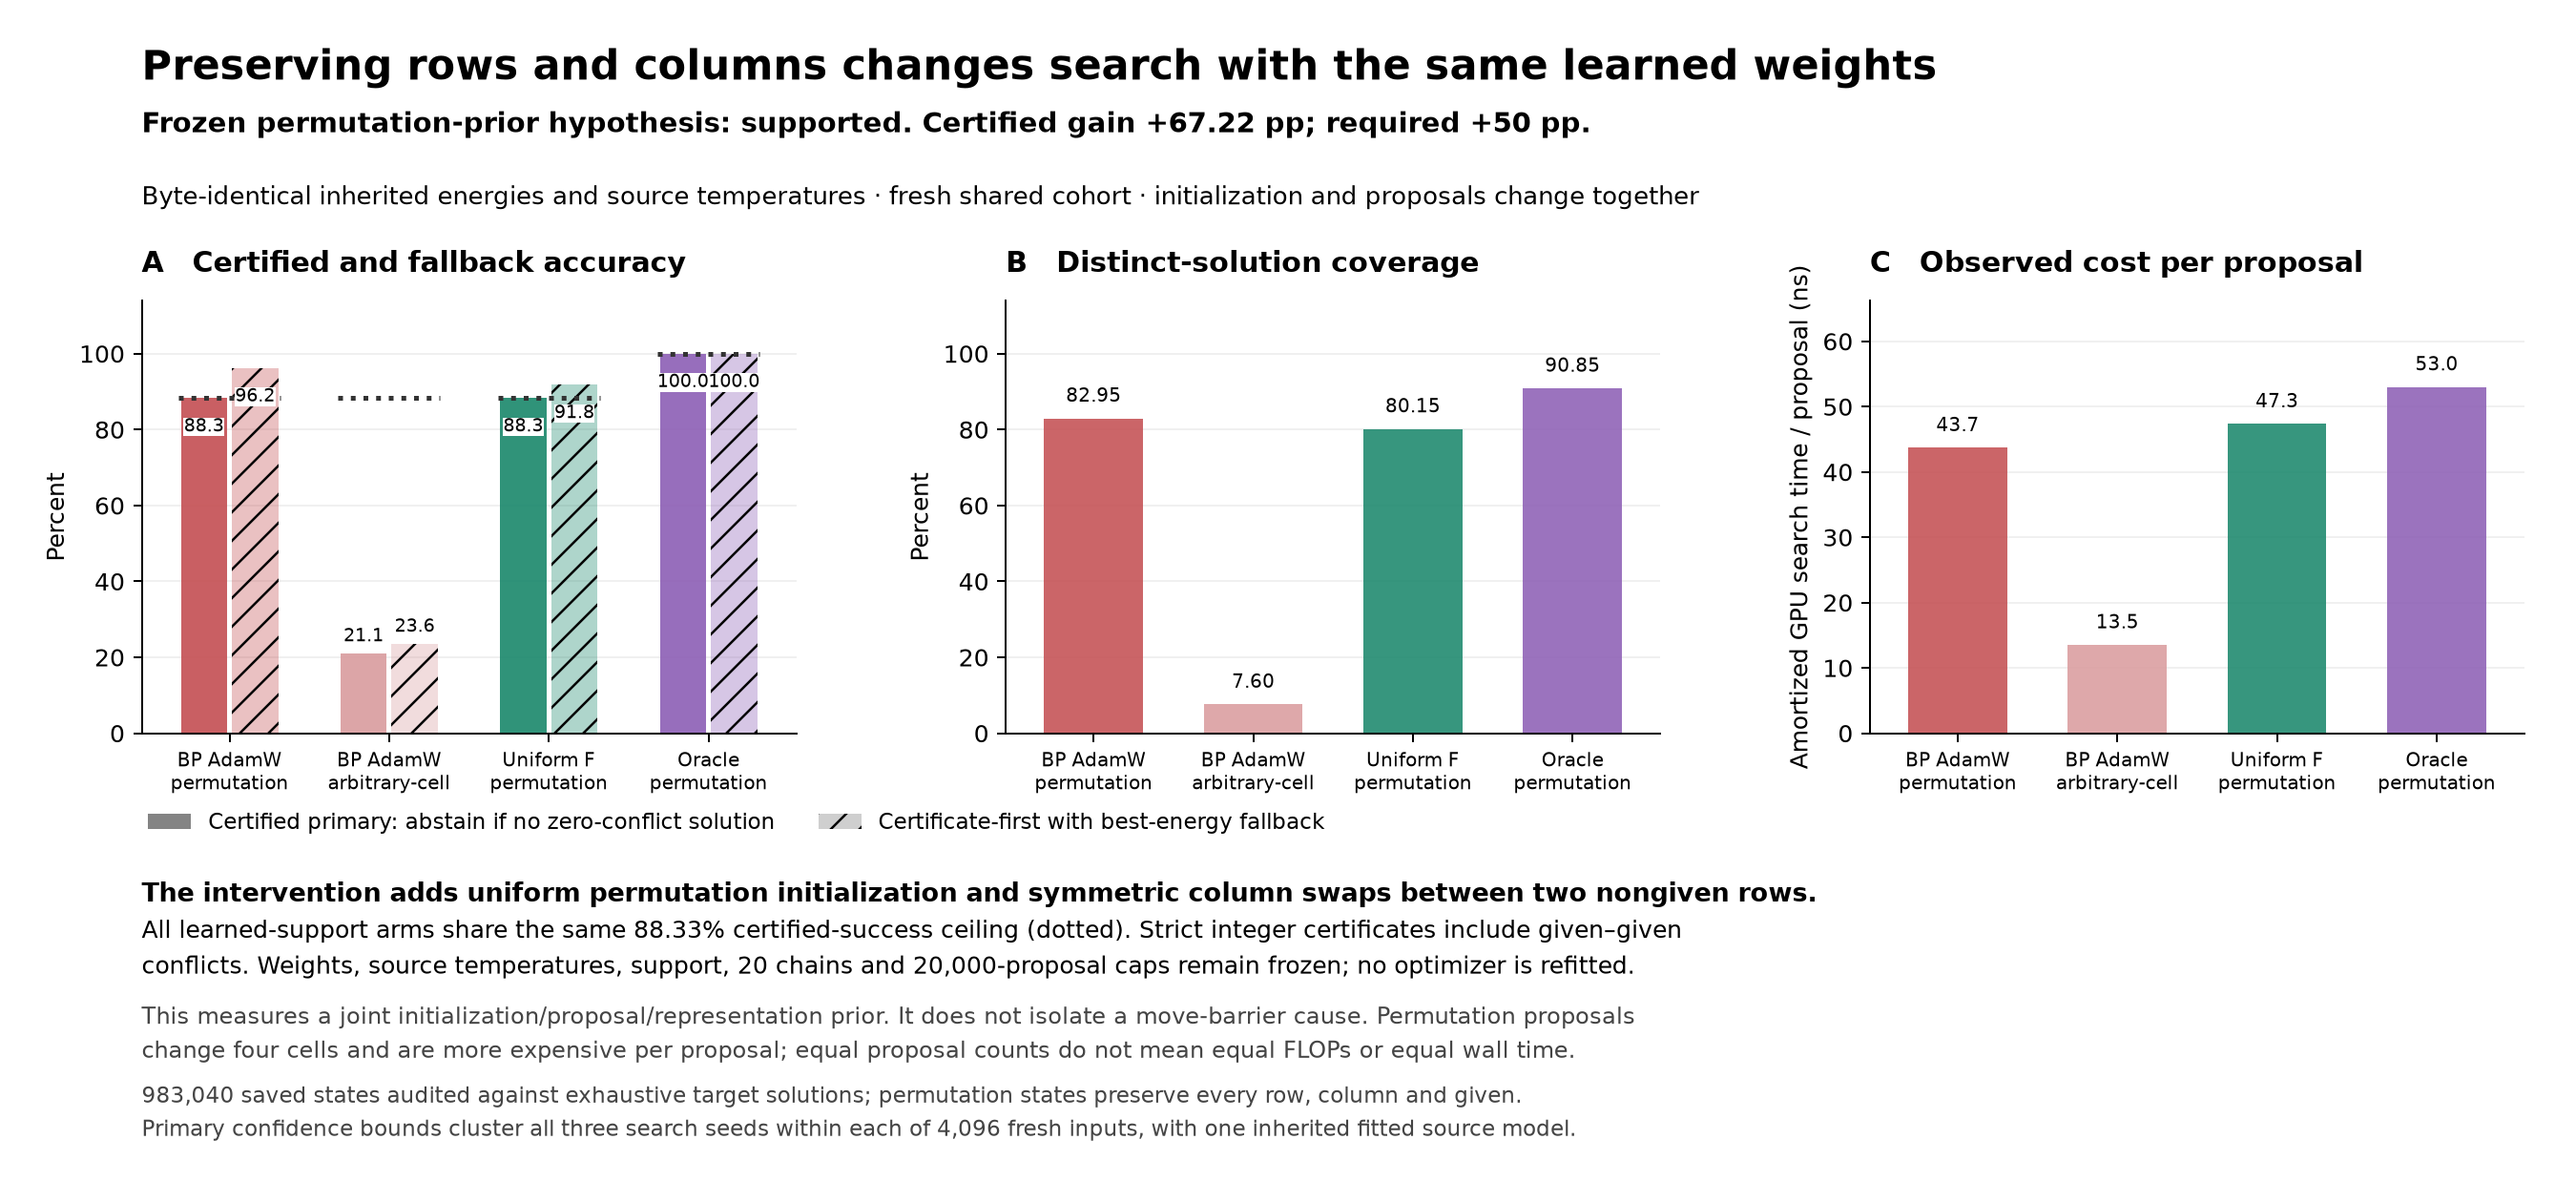 Preserving rows and columns changes search with the same learned weights
Frozen permutation-prior hypothesis: supported. Certified gain +67.22 pp; required +50 pp.
Byte-identical inherited energies and source temperatures · fresh shared cohort · initialization and proposals change together
A Certified and fallback accuracy
Percent
100
80
60
40
20
0
88.3
96.2
21.1
23.6
88.3
91.8
100.0
100.0
BP AdamW
permutation
BP AdamW
arbitrary-cell
Uniform F
permutation
Oracle
permutation
Certified primary: abstain if no zero-conflict solution
Certificate-first with best-energy fallback
B Distinct-solution coverage
Percent
100
80
60
40
20
0
82.95
7.60
80.15
90.85
BP AdamW
permutation
BP AdamW
arbitrary-cell
Uniform F
permutation
Oracle
permutation
C Observed cost per proposal
Amortized GPU search time / proposal (ns)
60
50
40
30
20
10
0
43.7
13.5
47.3
53.0
BP AdamW
permutation
BP AdamW
arbitrary-cell
Uniform F
permutation
Oracle
permutation
The intervention adds uniform permutation initialization and symmetric column swaps between two nongiven rows.
All learned-support arms share the same 88.33% certified-success ceiling (dotted). Strict integer certificates include given–given
conflicts. Weights, source temperatures, support, 20 chains and 20,000-proposal caps remain frozen; no optimizer is refitted.
This measures a joint initialization/proposal/representation prior. It does not isolate a move-barrier cause. Permutation proposals
change four cells and are more expensive per proposal; equal proposal counts do not mean equal FLOPs or equal wall time.
983,040 saved states audited against exhaustive target solutions; permutation states preserve every row, column and given.
Primary confidence bounds cluster all three search seeds within each of 4,096 fresh inputs, with one inherited fitted source model.